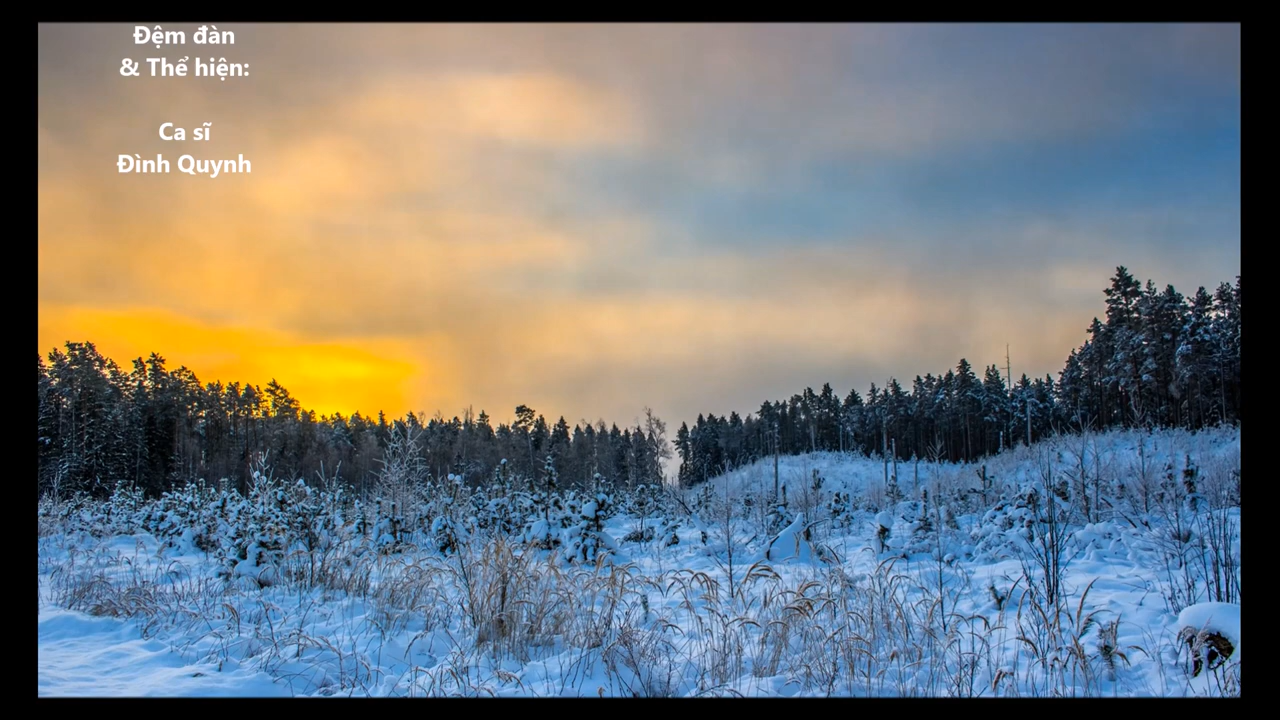 Đệm đàn
& Thể hiện:
Ca sĩ
Đình Quynh